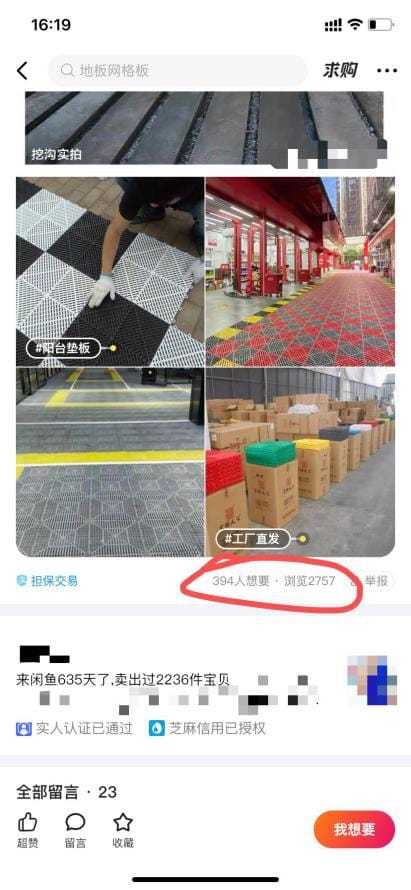 16:19
地板网格板
求购
挖沟实拍
#阳台垫板
#工厂直发
担保交易
394人想要 · 浏览2757
举报
来闲鱼635天了,卖出过2236件宝贝
实人认证已通过
芝麻信用已授权
全部留言 · 23
超赞
留言
收藏
我想要